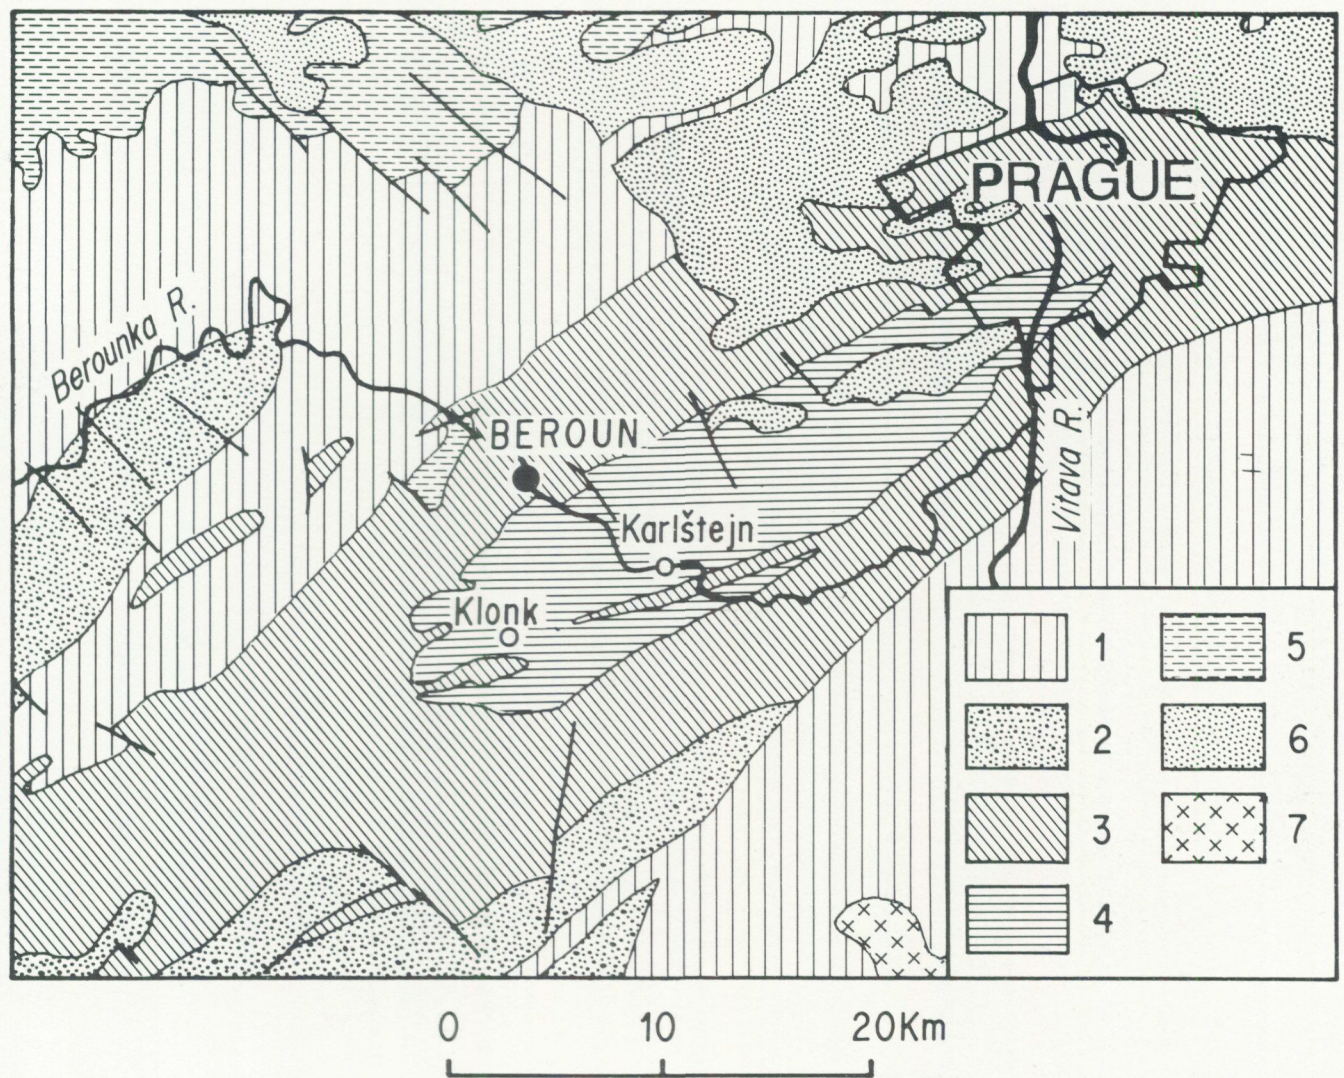 PRAGUE
Berounka R.
BEROUN
Vltava R.
Karlštejn
Klonk
1
5
2
6
3
7
4
0 10 20Km